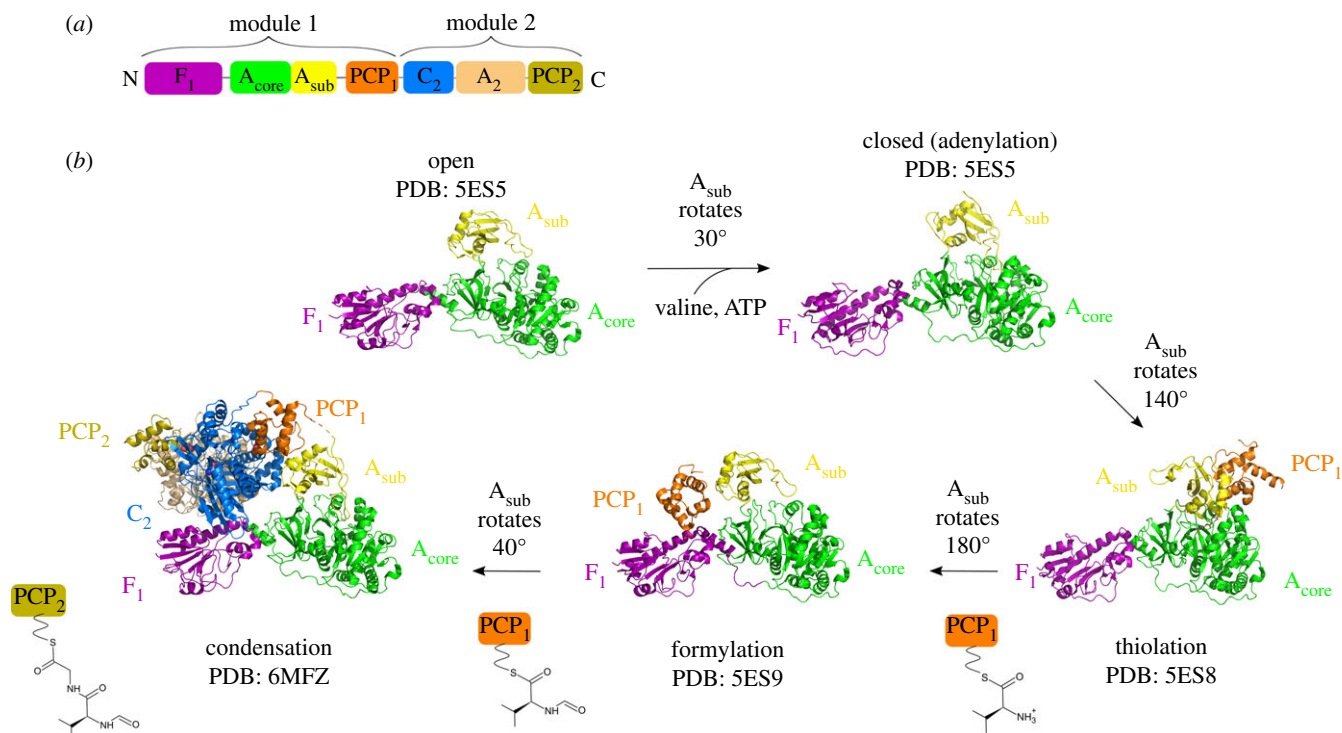 (a)
module 1
module 2
N F1 Acore Asub PCP1 C2 A2 PCP2 C
(b)
open
PDB: 5ES5
Asub
F1
Acore
Asub
rotates
30°
valine, ATP
closed (adenylation)
PDB: 5ES5
Asub
F1
Acore
Asub
rotates
140°
PCP2
PCP1
Asub
C2
Acore
F1
condensation
PDB: 6MFZ
PCP2
S
O
NH
O
N
H
O
Asub
rotates
40°
PCP1
S
O
N
H
O
PCP1
Asub
F1
Acore
formylation
PDB: 5ES9
Asub
rotates
180°
PCP1
S
O
NH3+
Asub
PCP1
F1
Acore
thiolation
PDB: 5ES8